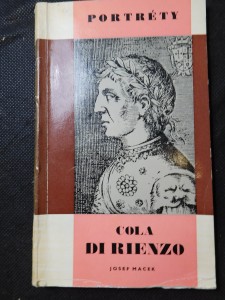 PORTRÉTY
COLA
DI RIENZO
JOSEF MACEK